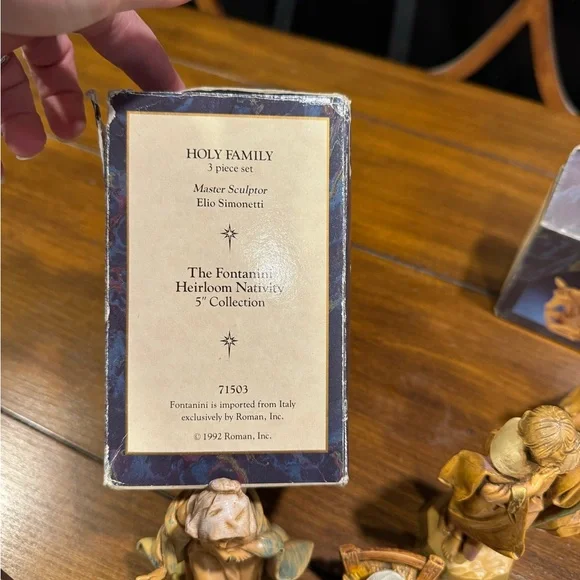 HOLY FAMILY
3 piece set
Master Sculptor
Elio Simonetti
The Fontanini
Heirloom Nativity
5" Collection
71503
Fontanini is imported from Italy
exclusively by Roman, Inc.
© 1992 Roman, Inc.